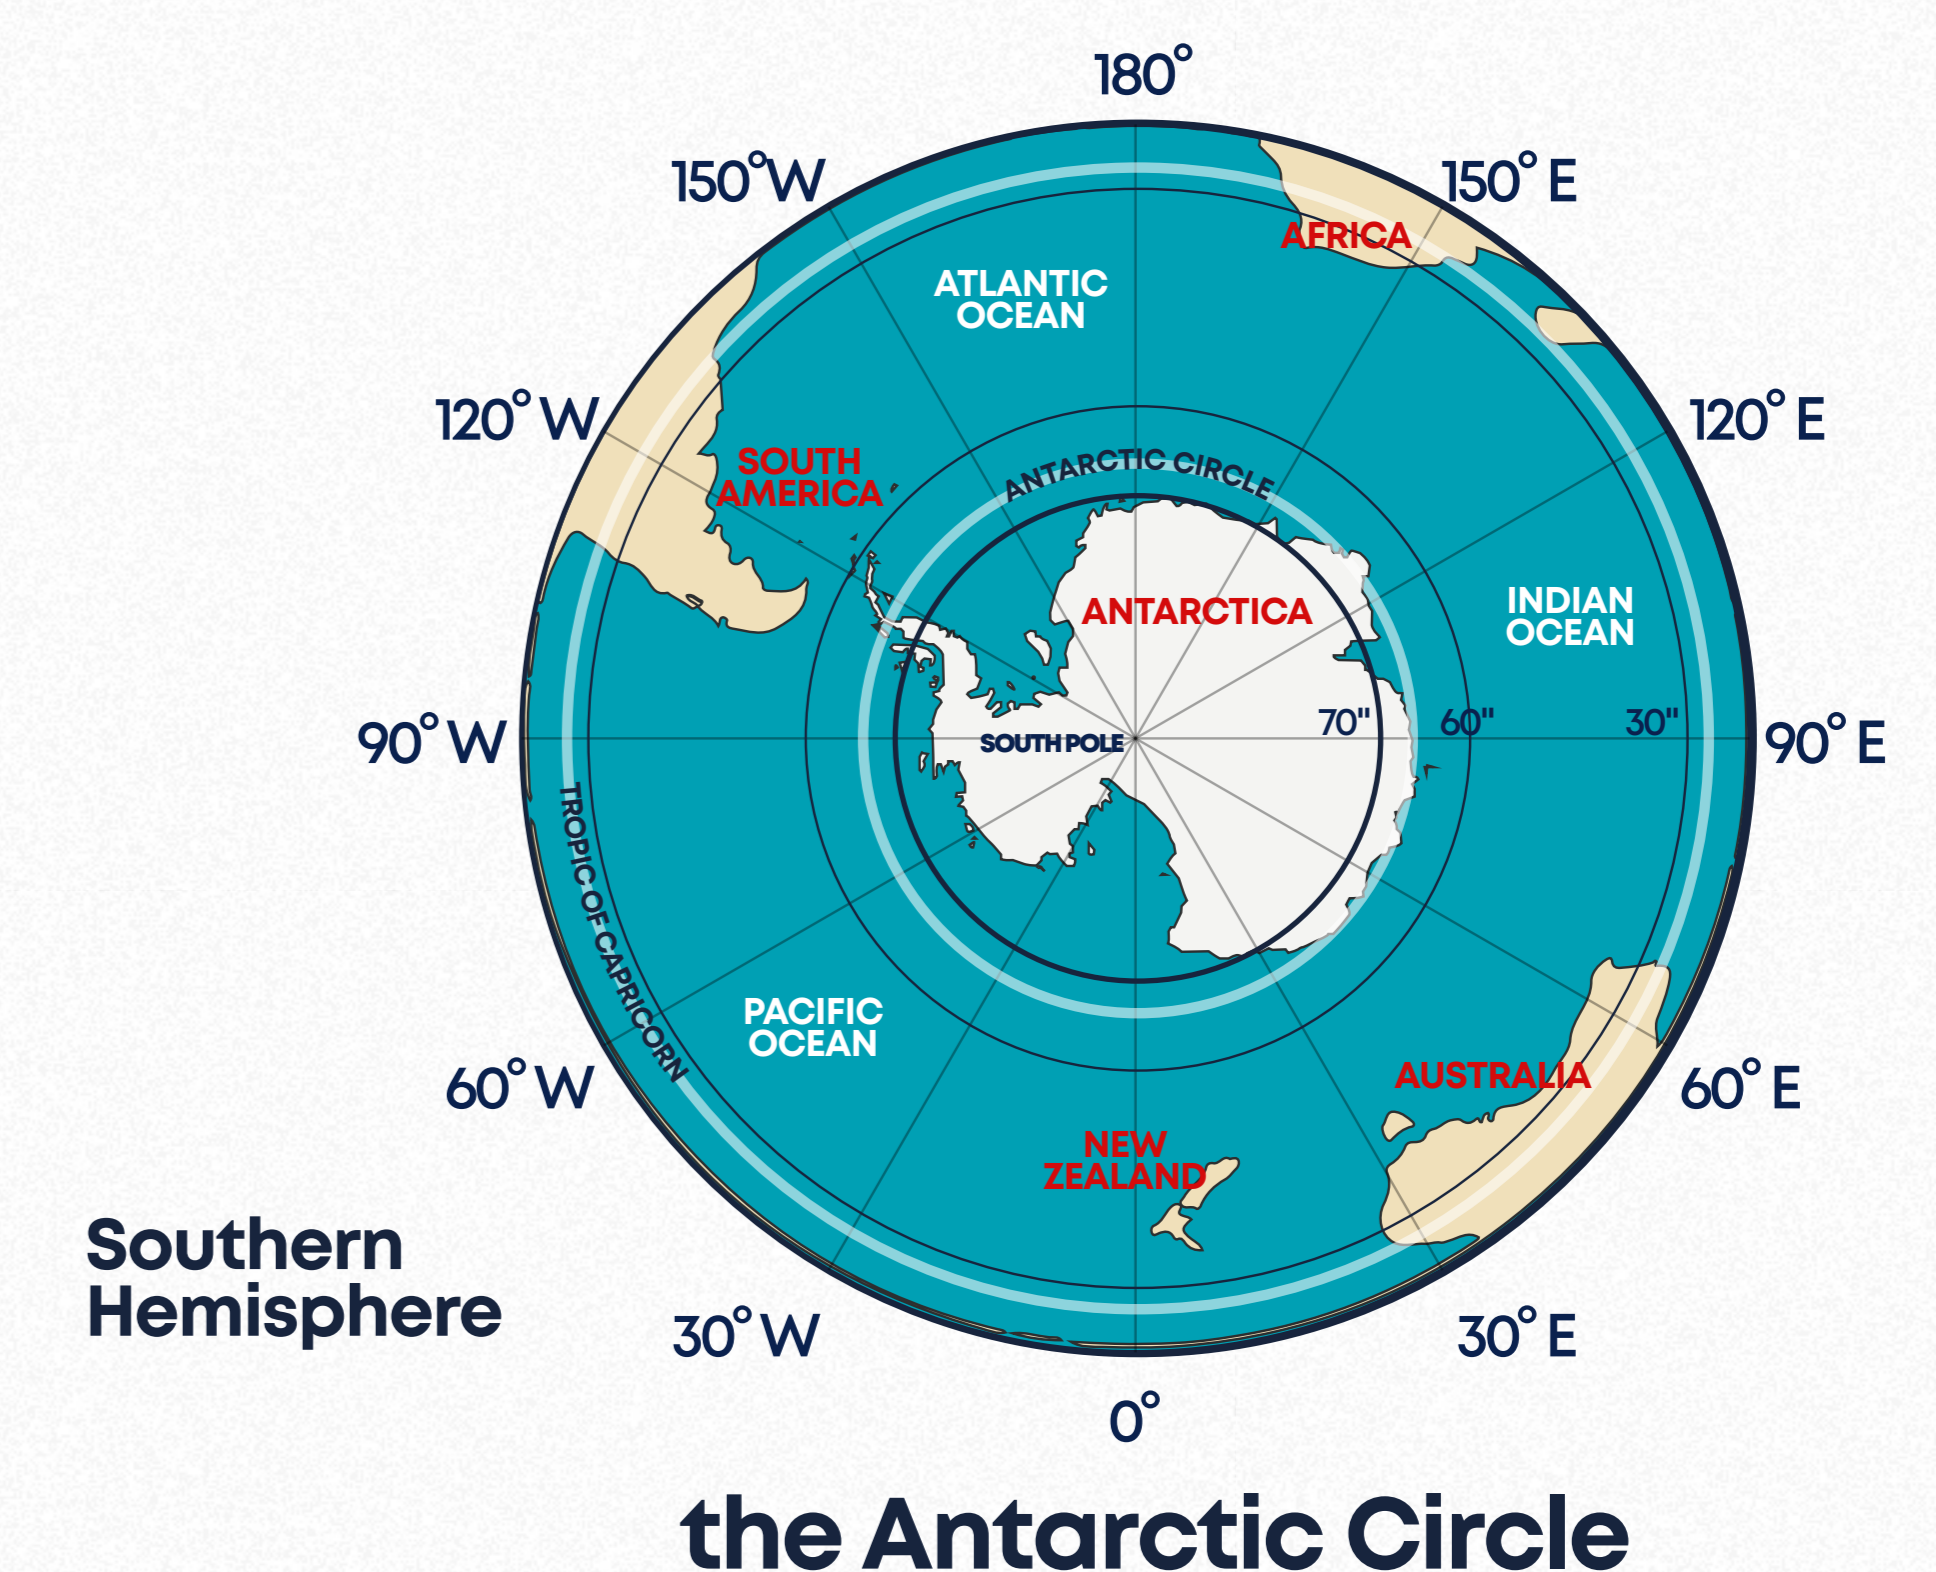 180°
150°W
150° E
AFRICA
ATLANTIC
OCEAN
120° W
120° E
SOUTH
AMERICA
ANTARCTIC CIRCLE
ANTARCTICA
INDIAN
OCEAN
90° W
SOUTH POLE
70"
60"
30"
90° E
TROPIC OF CAPRICORN
PACIFIC
OCEAN
60° W
AUSTRALIA
60° E
NEW
ZEALAND
Southern
Hemisphere
30° W
30° E
0°
the Antarctic Circle